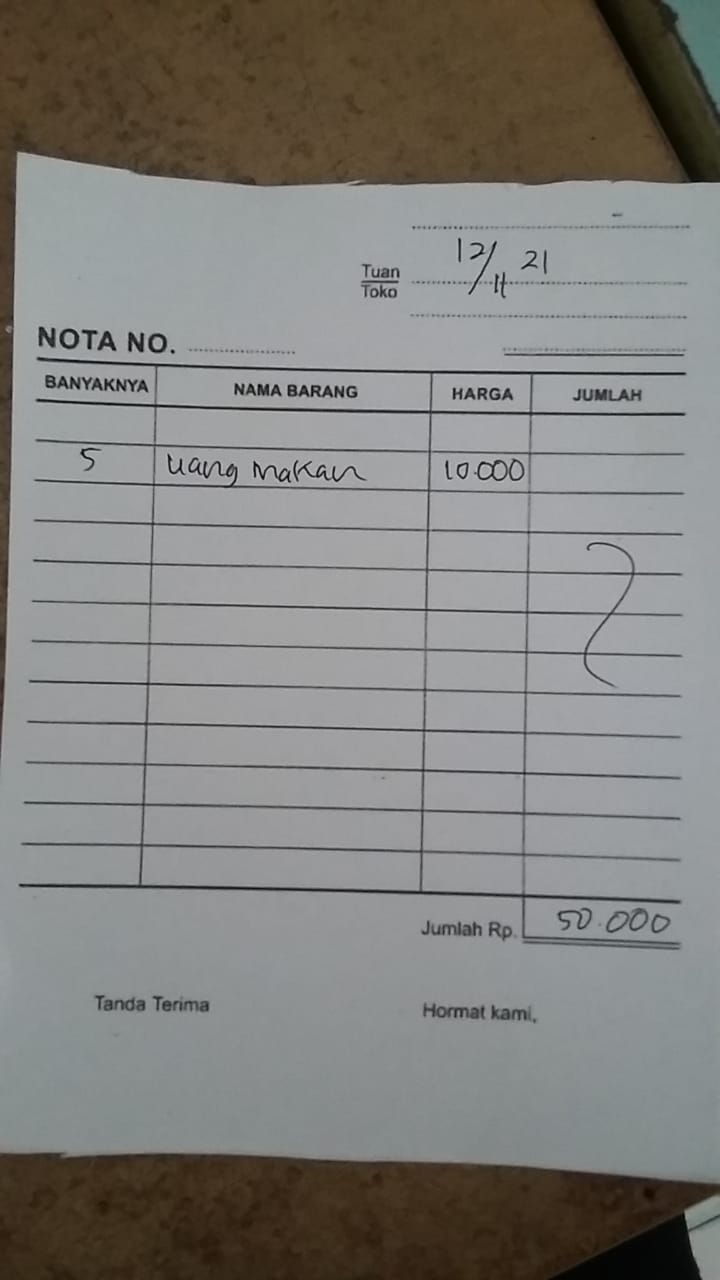 12/11 21
Tuan
Toko
NOTA NO.
BANYAKNYA NAMA BARANG HARGA JUMLAH
5 uang makan 10.000
Jumlah Rp. 50.000
Tanda Terima Hormat kami,